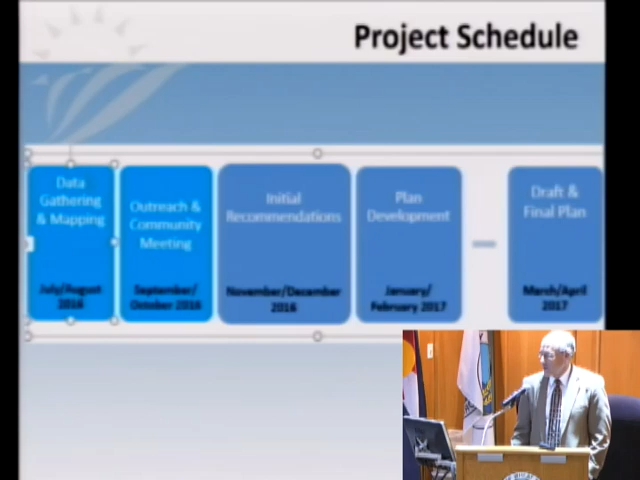 Project Schedule
Data
Gathering
& Mapping
July/August
2016
Outreach &
Community
Meeting
September/
October 2016
Initial
Recommendations
November/December
2016
Plan
Development
January/
February 2017
Draft &
Final Plan
March/April
2017